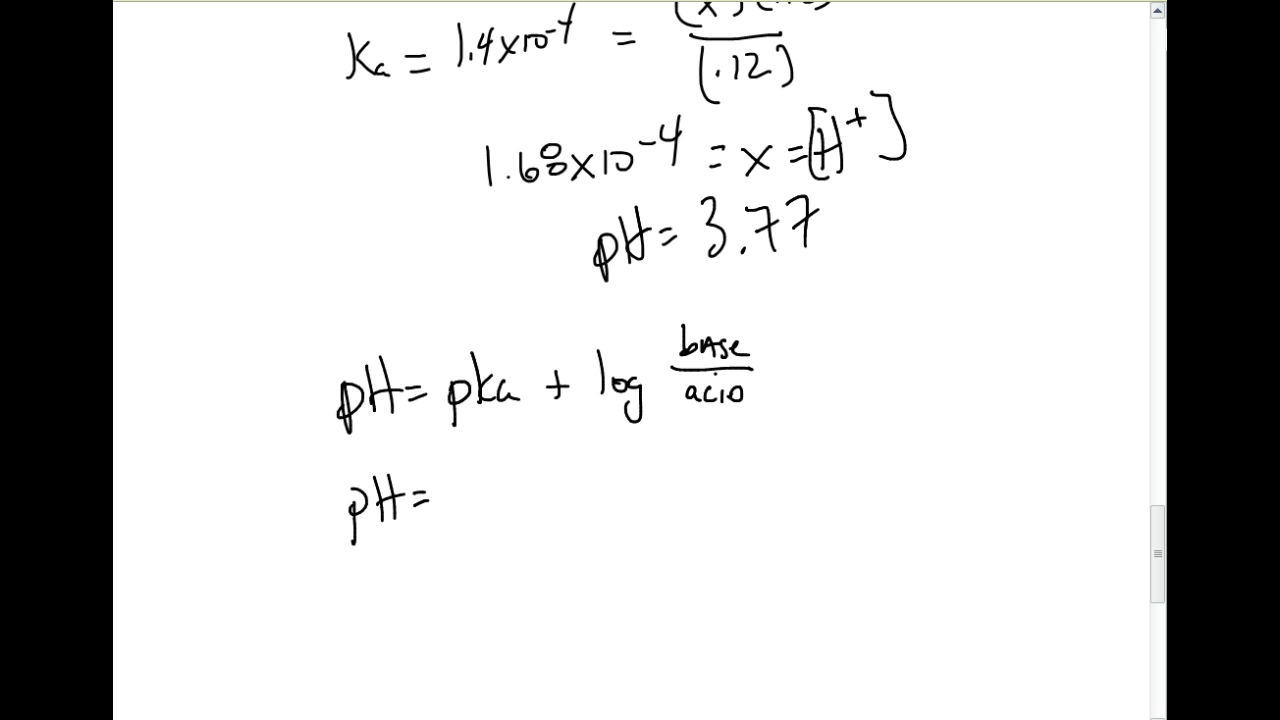 Ka = 1.4x10-4 =
(.12)
1.68x10-4 = x = [H+]
pH = 3.77
pH = pka + log base
acid
pH =